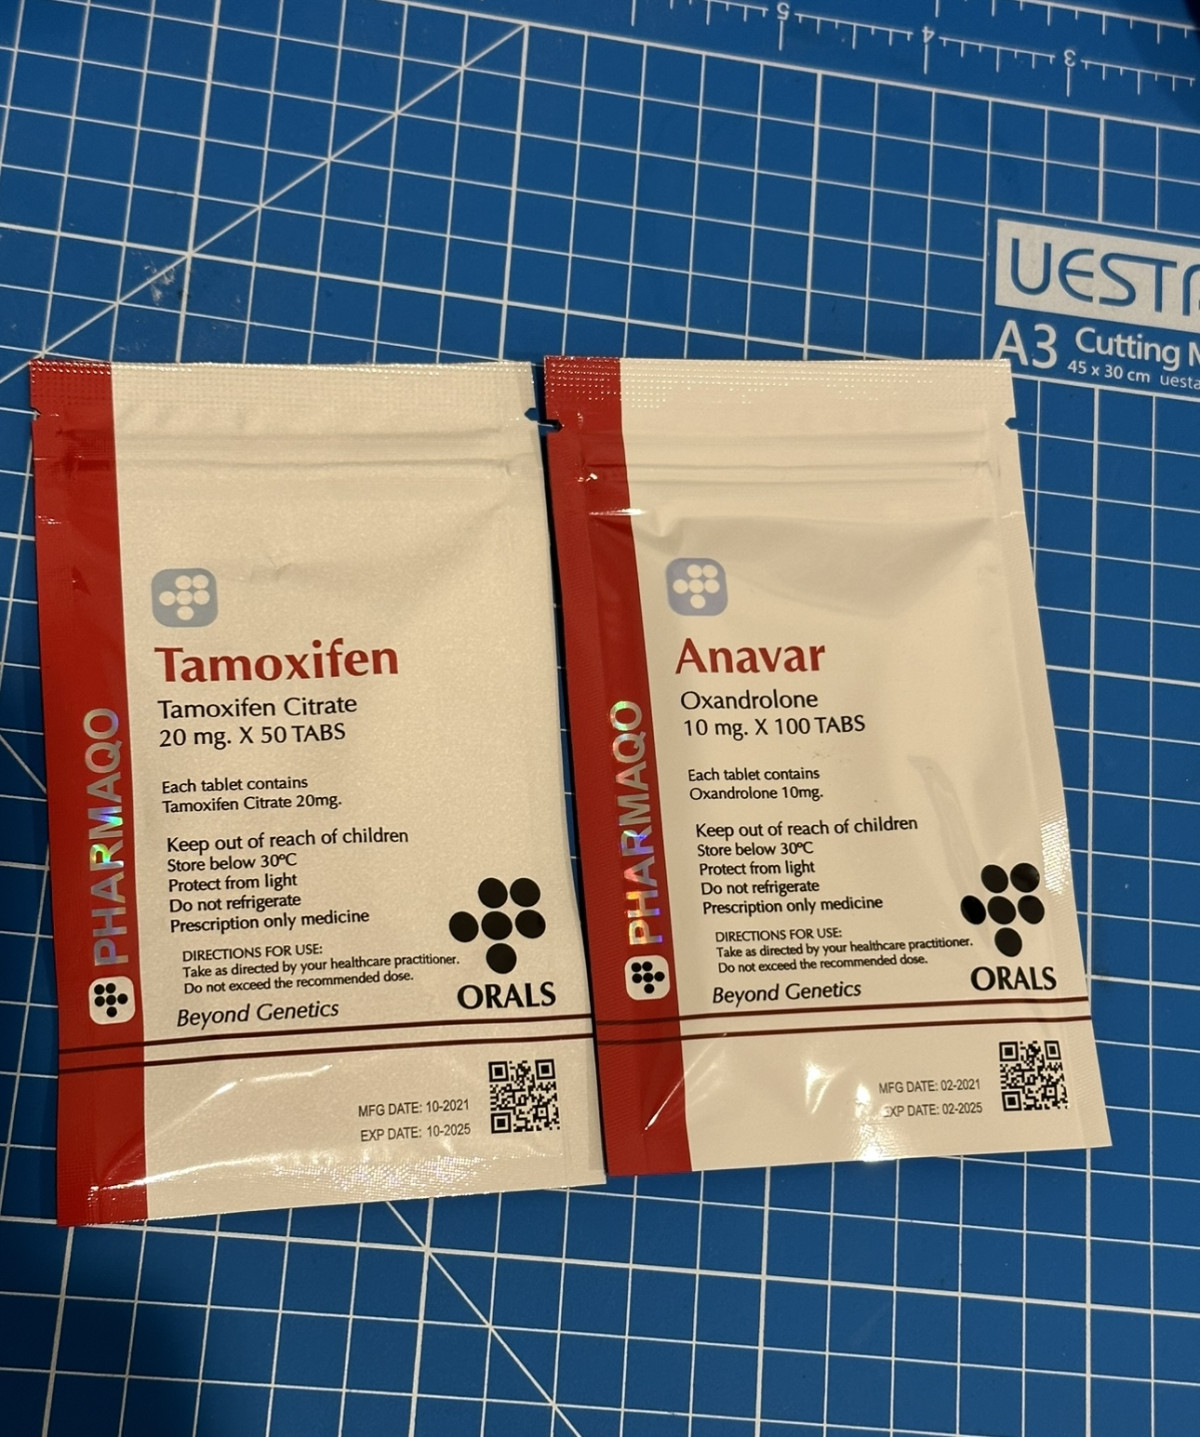 5 4 3
UESTA
A3 Cutting M
45 x 30 cm uesta
PHARMAQO
Tamoxifen
Tamoxifen Citrate
20 mg. X 50 TABS
Each tablet contains
Tamoxifen Citrate 20mg.
Keep out of reach of children
Store below 30ºC
Protect from light
Do not refrigerate
Prescription only medicine
DIRECTIONS FOR USE:
Take as directed by your healthcare practitioner.
Do not exceed the recommended dose.
Beyond Genetics
ORALS
MFG DATE: 10-2021
EXP DATE: 10-2025
PHARMAQO
Anavar
Oxandrolone
10 mg. X 100 TABS
Each tablet contains
Oxandrolone 10mg.
Keep out of reach of children
Store below 30ºC
Protect from light
Do not refrigerate
Prescription only medicine
DIRECTIONS FOR USE:
Take as directed by your healthcare practitioner.
Do not exceed the recommended dose.
Beyond Genetics
ORALS
MFG DATE: 02-2021
EXP DATE: 02-2025